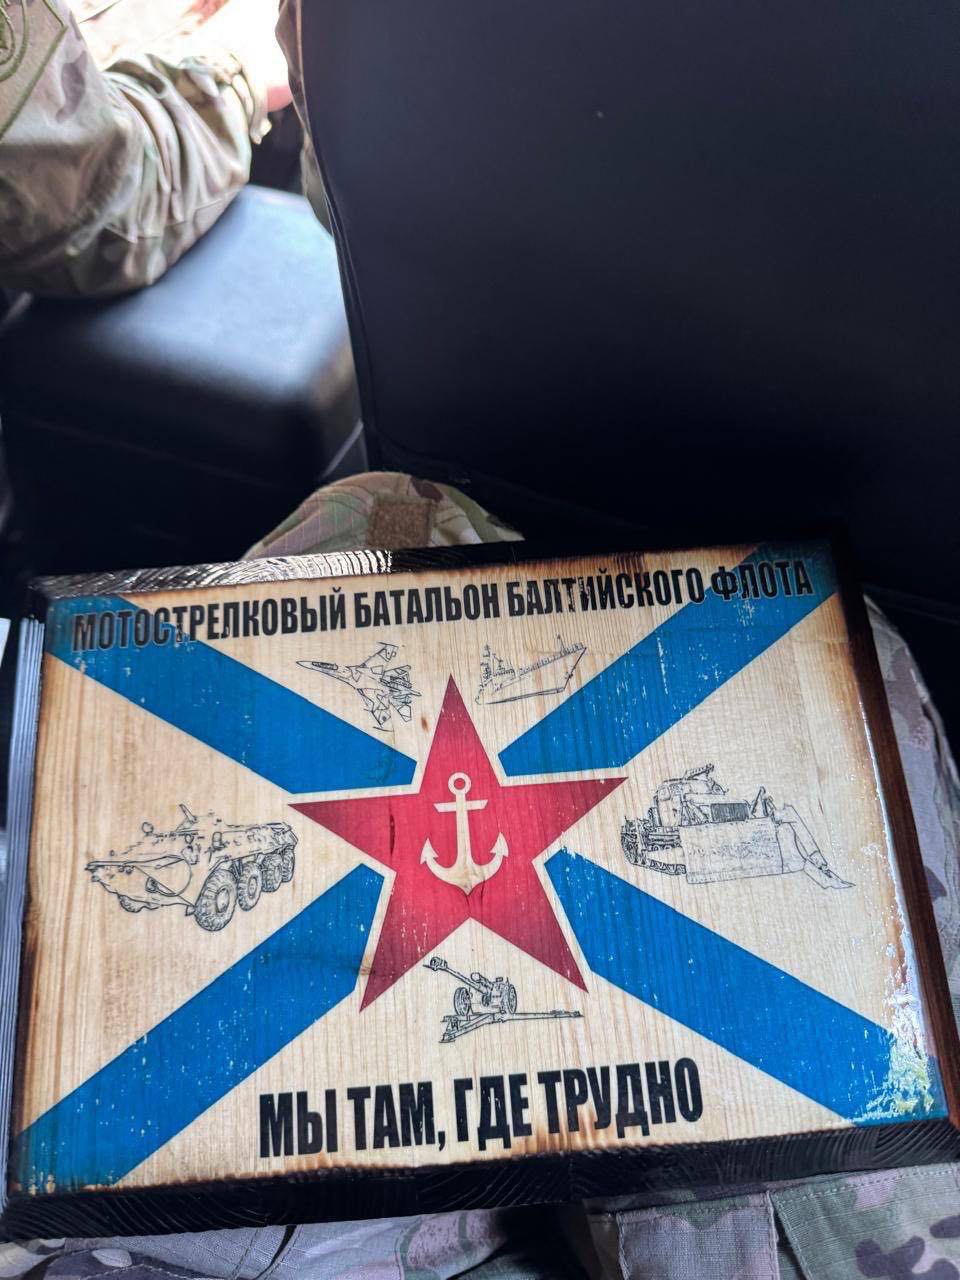 МОТОСТРЕЛКОВЫЙ БАТАЛЬОН БАЛТИЙСКОГО ФЛОТА
МЫ ТАМ, ГДЕ ТРУДНО